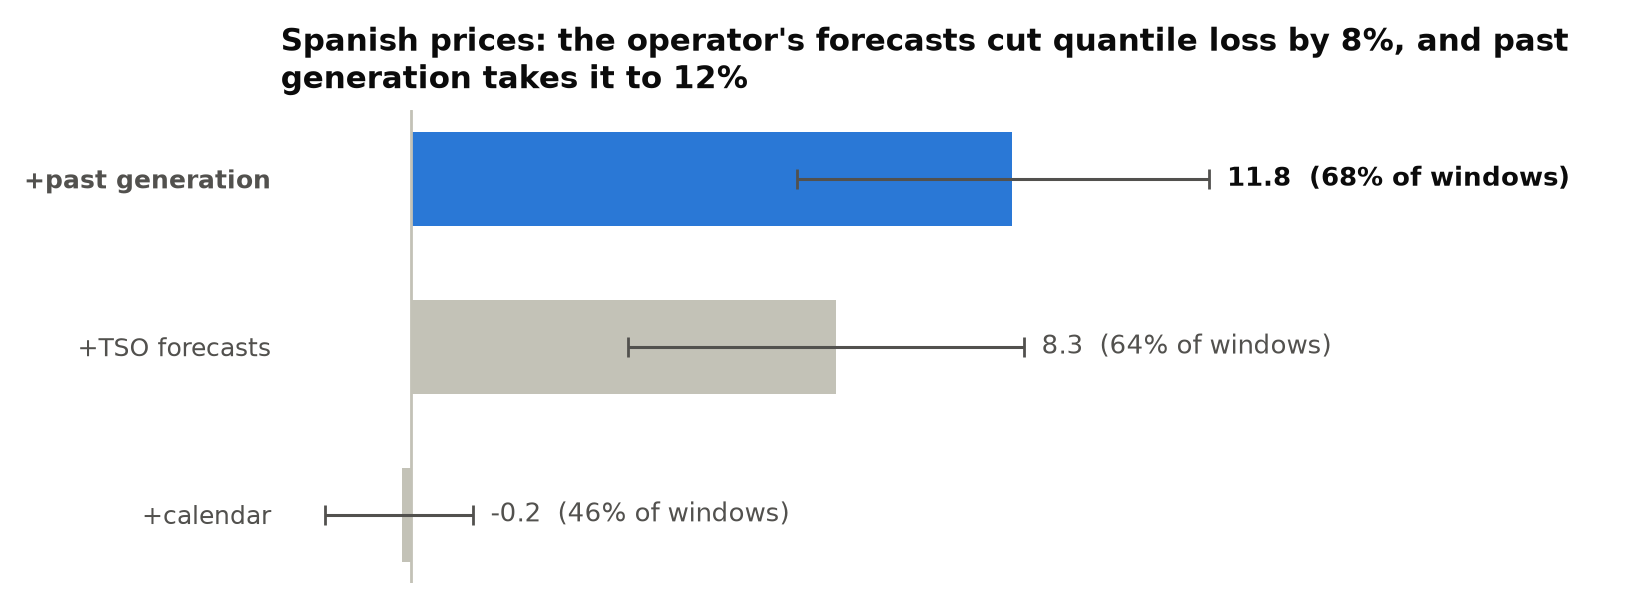 Spanish prices: the operator's forecasts cut quantile loss by 8%, and past
generation takes it to 12%
+past generation 11.8 (68% of windows)
+TSO forecasts 8.3 (64% of windows)
+calendar -0.2 (46% of windows)